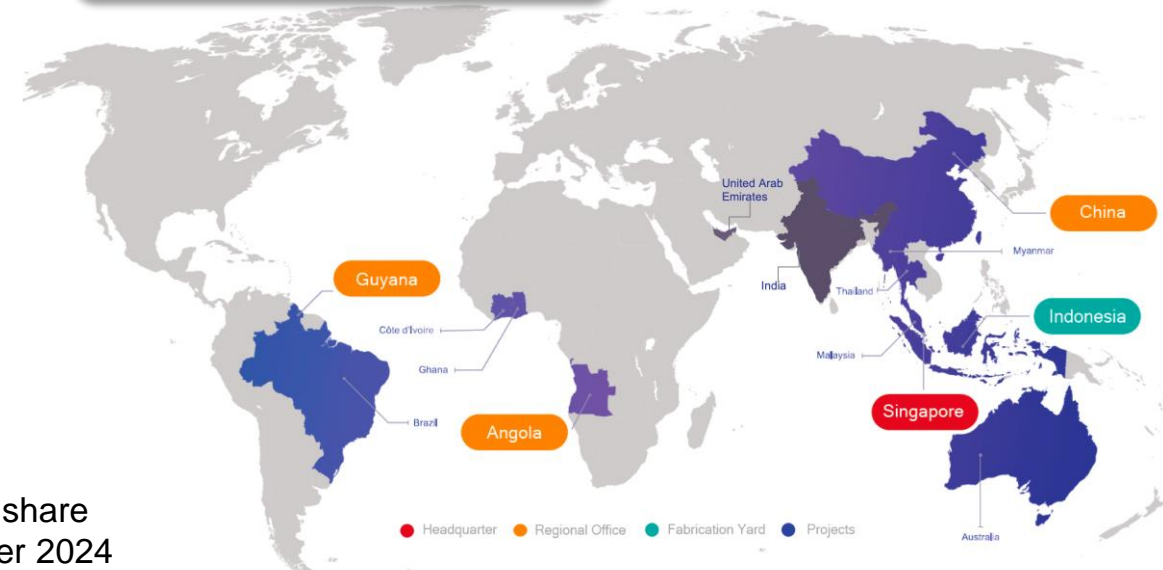 United Arab
Emirates
China
Myanmar
Guyana
India
Thailand
Indonesia
Côte d'Ivoire
Malaysia
Ghana
Singapore
Brazil
Angola
share
er 2024
Headquarter
Regional Office
Fabrication Yard
Projects
Australia